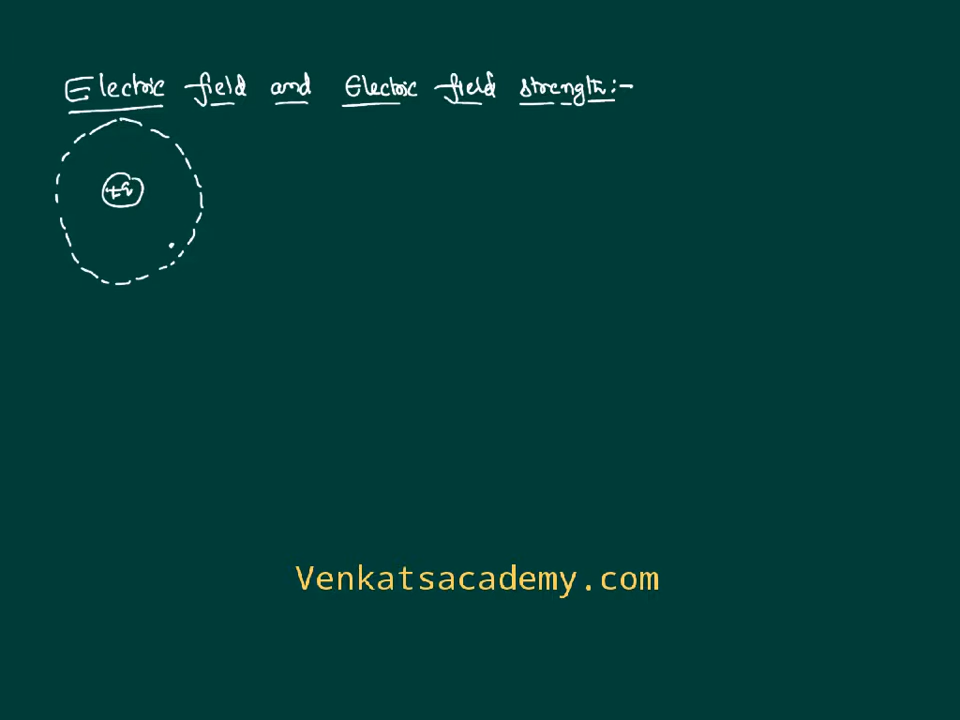 Electric field and Electric field strength:-
+q
Venkatsacademy.com